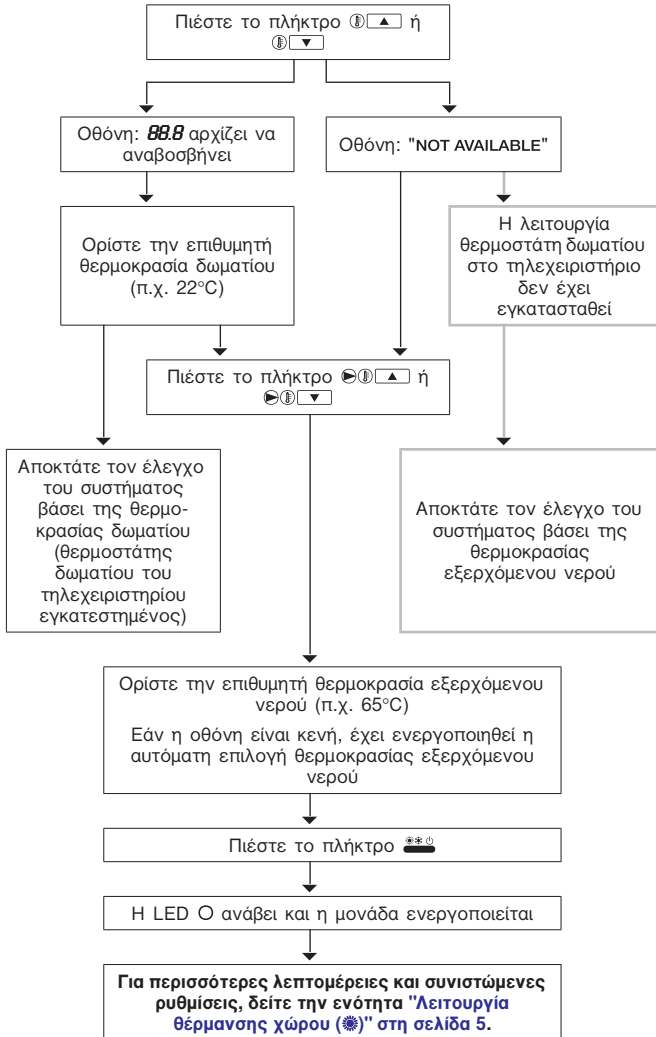 Πιέστε το πλήκτρο ▲ ή
▼
Οθόνη: 88.8 αρχίζει να
αναβοσβήνει
Οθόνη: "NOT AVAILABLE"
Ορίστε την επιθυμητή
θερμοκρασία δωματίου
(π.χ. 22°C)
Η λειτουργία
θερμοστάτη δωματίου
στο τηλεχειριστήριο
δεν έχει
εγκατασταθεί
Πιέστε το πλήκτρο ▲ ή
▼
Αποκτάτε τον έλεγχο
του συστήματος
βάσει της θερμο-
κρασίας δωματίου
(θερμοστάτης
δωματίου του
τηλεχειριστηρίου
εγκατεστημένος)
Αποκτάτε τον έλεγχο του
συστήματος βάσει της
θερμοκρασίας
εξερχόμενου νερού
Ορίστε την επιθυμητή θερμοκρασία εξερχόμενου
νερού (π.χ. 65°C)
Εάν η οθόνη είναι κενή, έχει ενεργοποιηθεί η
αυτόματη επιλογή θερμοκρασίας εξερχόμενου
νερού
Πιέστε το πλήκτρο
Η LED ανάβει και η μονάδα ενεργοποιείται
Για περισσότερες λεπτομέρειες και συνιστώμενες
ρυθμίσεις, δείτε την ενότητα "Λειτουργία
θέρμανσης χώρου (☀)" στη σελίδα 5.